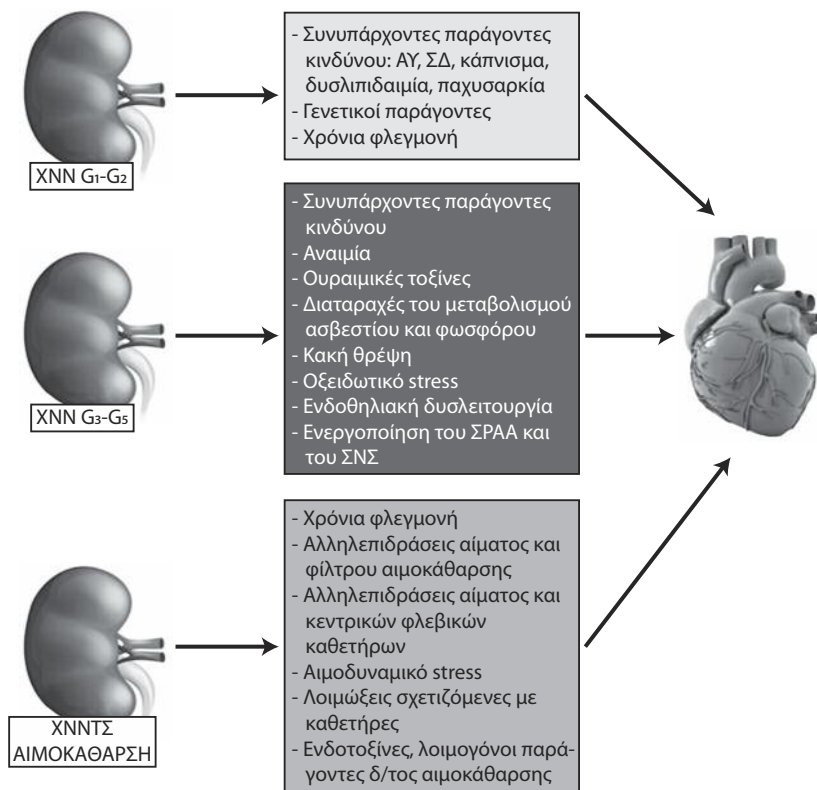 - Συνυπάρχοντες παράγοντες
κινδύνου: ΑΥ, ΣΔ, κάπνισμα,
δυσλιπιδαιμία, παχυσαρκία
- Γενετικοί παράγοντες
- Χρόνια φλεγμονή
ΧΝΝ G1-G2
- Συνυπάρχοντες παράγοντες
κινδύνου
- Αναιμία
- Ουραιμικές τοξίνες
- Διαταραχές του μεταβολισμού
ασβεστίου και φωσφόρου
- Κακή θρέψη
- Οξειδωτικό stress
- Ενδοθηλιακή δυσλειτουργία
- Ενεργοποίηση του ΣΡΑΑ και
του ΣΝΣ
ΧΝΝ G3-G5
- Χρόνια φλεγμονή
- Αλληλεπιδράσεις αίματος και
φίλτρου αιμοκάθαρσης
- Αλληλεπιδράσεις αίματος και
κεντρικών φλεβικών
καθετήρων
- Αιμοδυναμικό stress
- Λοιμώξεις σχετιζόμενες με
καθετήρες
- Ενδοτοξίνες, λοιμογόνοι παρά-
γοντες δ/τος αιμοκάθαρσης
ΧΝΝΤΣ
ΑΙΜΟΚΑΘΑΡΣΗ